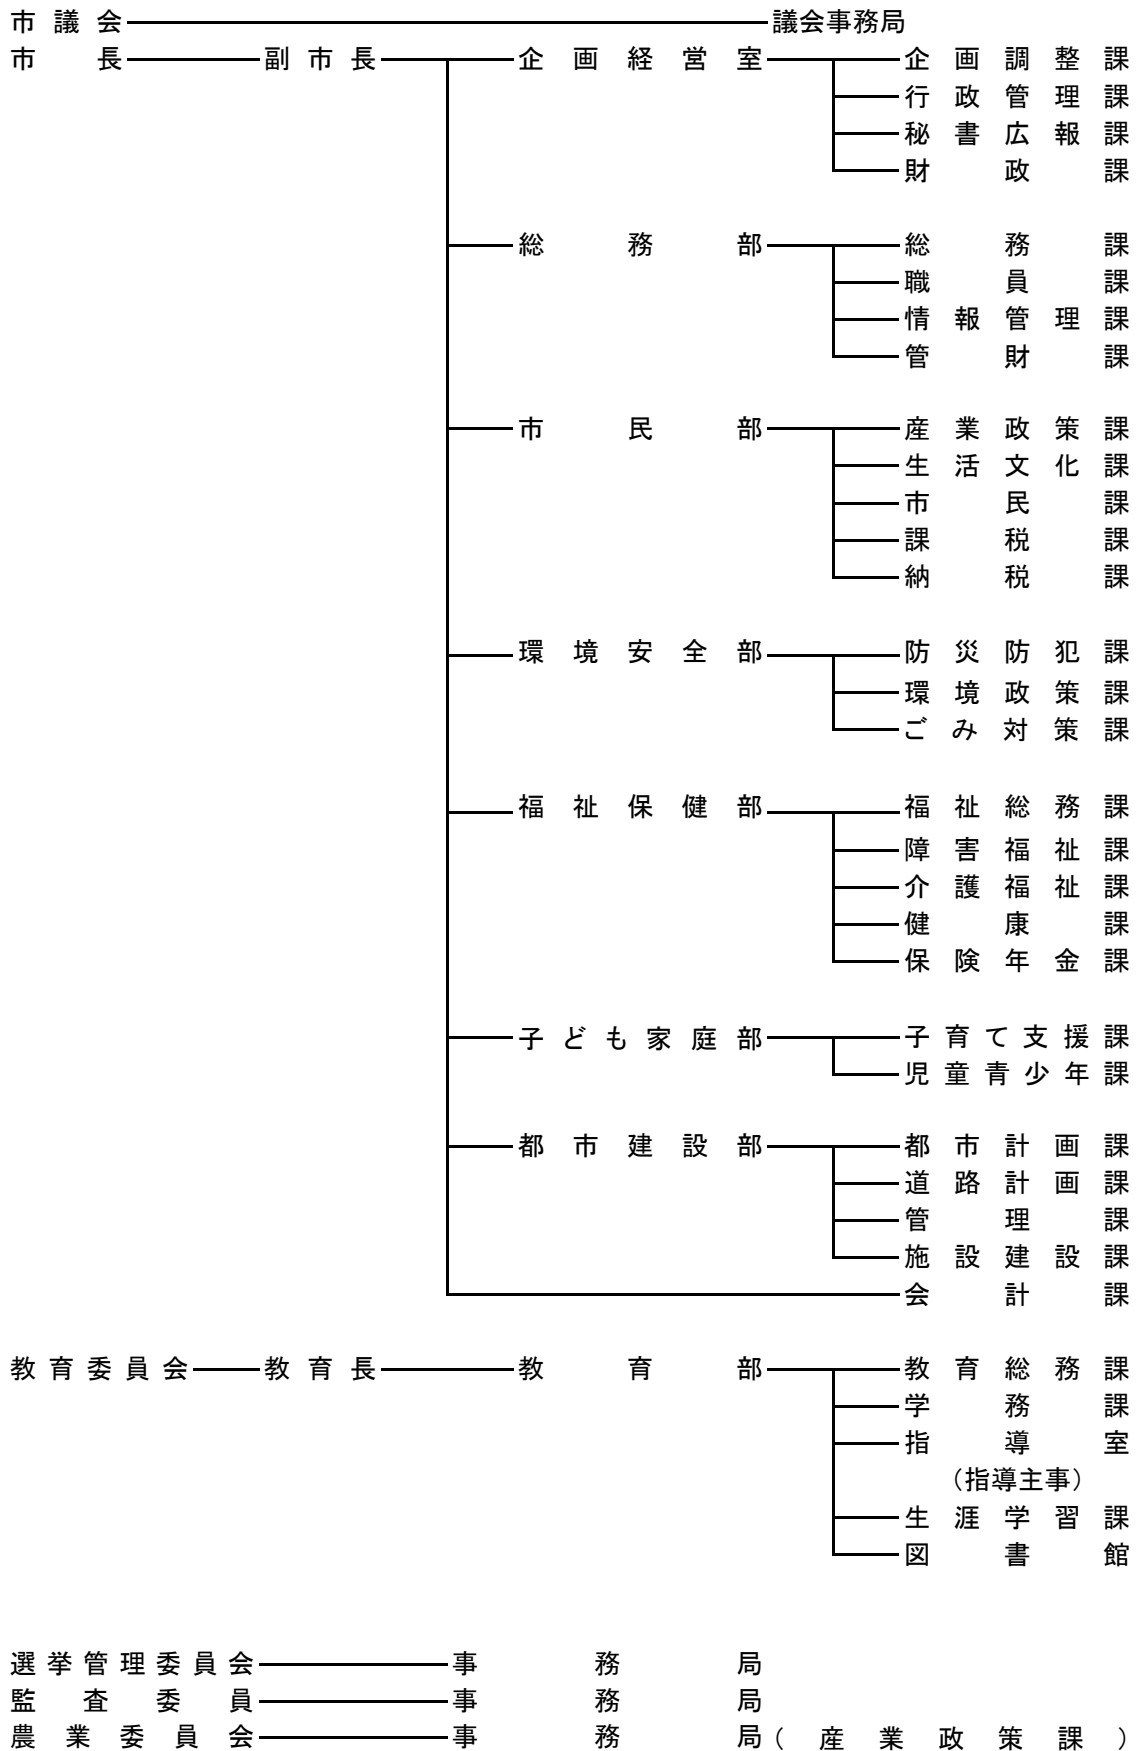 市議会 議会事務局
市長 副市長 企画経営室 企画調整課
行政管理課
秘書広報課
財政課
総務部 総務課
職員課
情報管理課
管財課
市民部 産業政策課
生活文化課
市民課
課税課
納税課
環境安全部 防災防犯課
環境政策課
ごみ対策課
福祉保健部 福祉総務課
障害福祉課
介護福祉課
健康課
保険年金課
子ども家庭部 子育て支援課
児童青少年課
都市建設部 都市計画課
道路計画課
管理課
施設建設課
会計課
教育委員会 教育長 教育部 教育総務課
学務課
指導室
（指導主事）
生涯学習課
図書館
選挙管理委員会 事務局
監査委員 事務局
農業委員会 事務局（産業政策課）